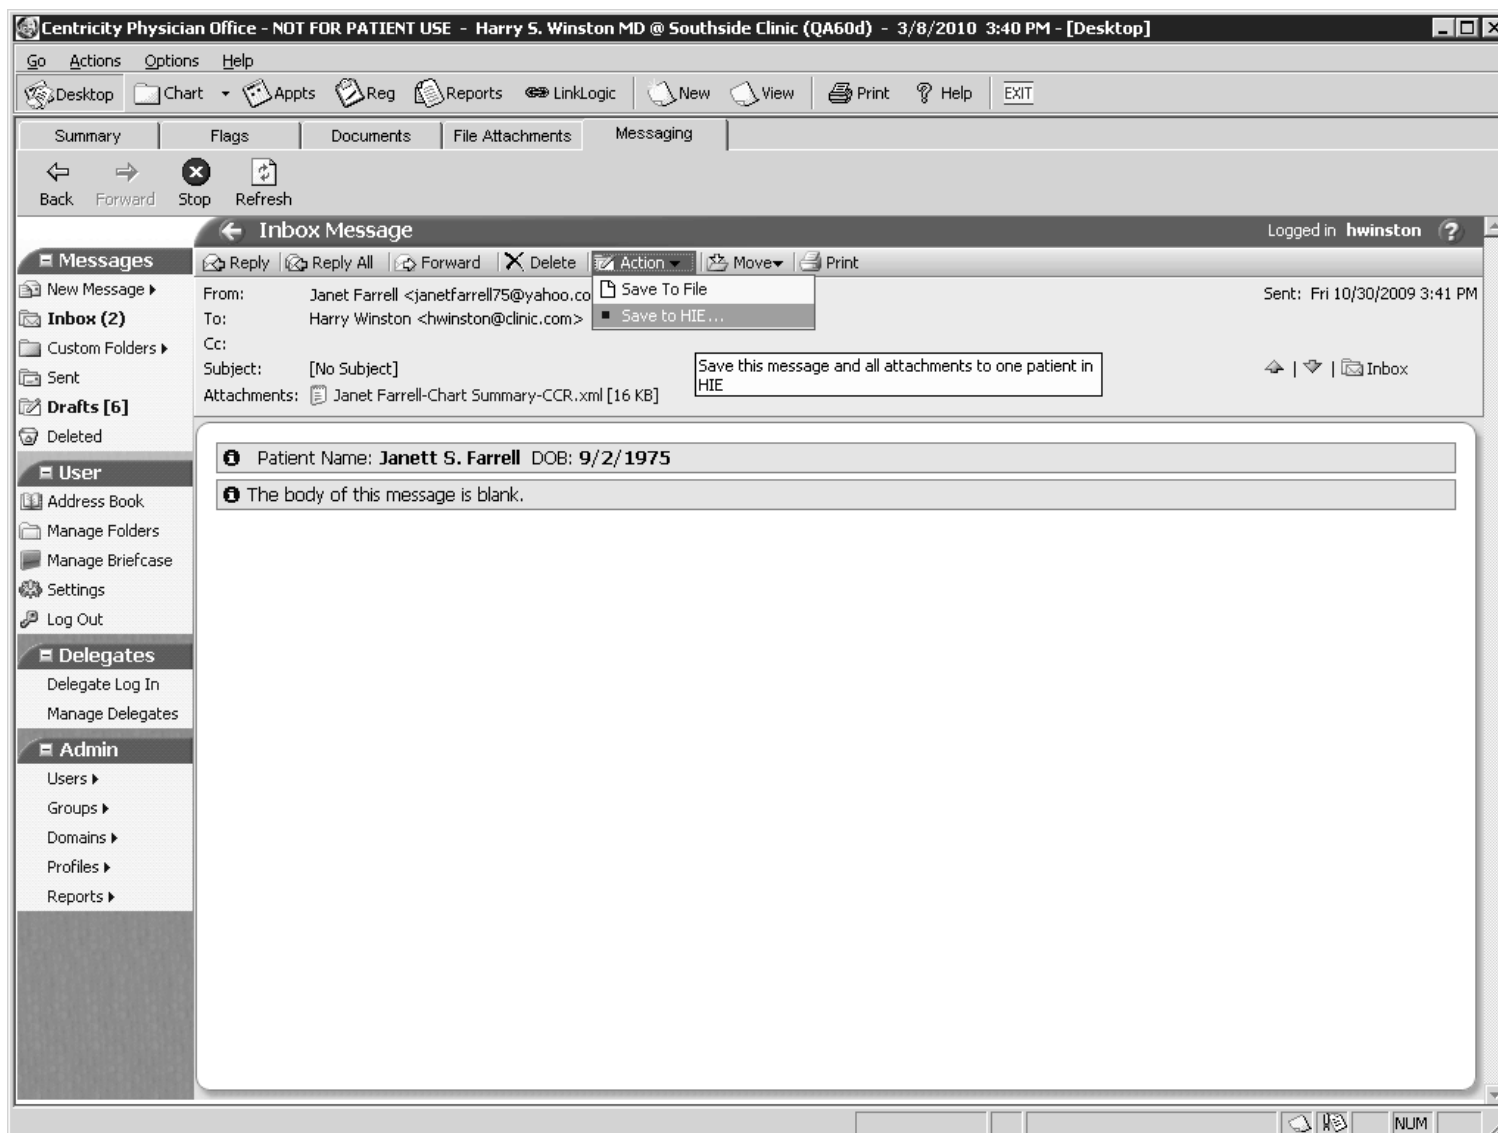 Centricity Physician Office - NOT FOR PATIENT USE - Harry S. Winston MD @ Southside Clinic (QA60d) - 3/8/2010 3:40 PM - [Desktop]
Go Actions Options Help
Desktop Chart Appts Reg Reports LinkLogic New View Print Help EXIT
Summary Flags Documents File Attachments Messaging
Back Forward Stop Refresh
Inbox Message Logged in hwinston ?
Messages
Reply Reply All Forward Delete Action Move Print
New Message
Inbox (2)
Custom Folders
Sent
Drafts [6]
Deleted
User
Address Book
Manage Folders
Manage Briefcase
Settings
Log Out
Delegates
Delegate Log In
Manage Delegates
Admin
Users
Groups
Domains
Profiles
Reports
From: Janet Farrell <janetfarrell75@yahoo.co
Save To File
Sent: Fri 10/30/2009 3:41 PM
To: Harry Winston <hwinston@clinic.com>
Save to HIE...
Cc:
Subject: [No Subject]
Save this message and all attachments to one patient in
HIE
| | Inbox
Attachments: Janet Farrell-Chart Summary-CCR.xml [16 KB]
Patient Name: Janett S. Farrell DOB: 9/2/1975
The body of this message is blank.
NUM